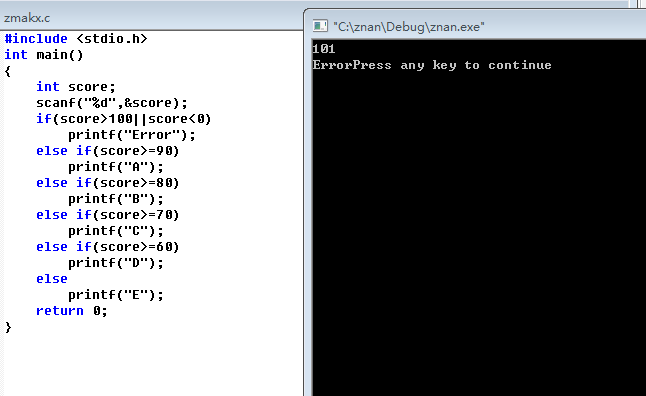 zmakx.c
#include <stdio.h>
int main()
{
    int score;
    scanf("%d",&score);
    if(score>100||score<0)
        printf("Error");
    else if(score>=90)
        printf("A");
    else if(score>=80)
        printf("B");
    else if(score>=70)
        printf("C");
    else if(score>=60)
        printf("D");
    else
        printf("E");
    return 0;
}
"C:\znan\Debug\znan.exe"
101
ErrorPress any key to continue